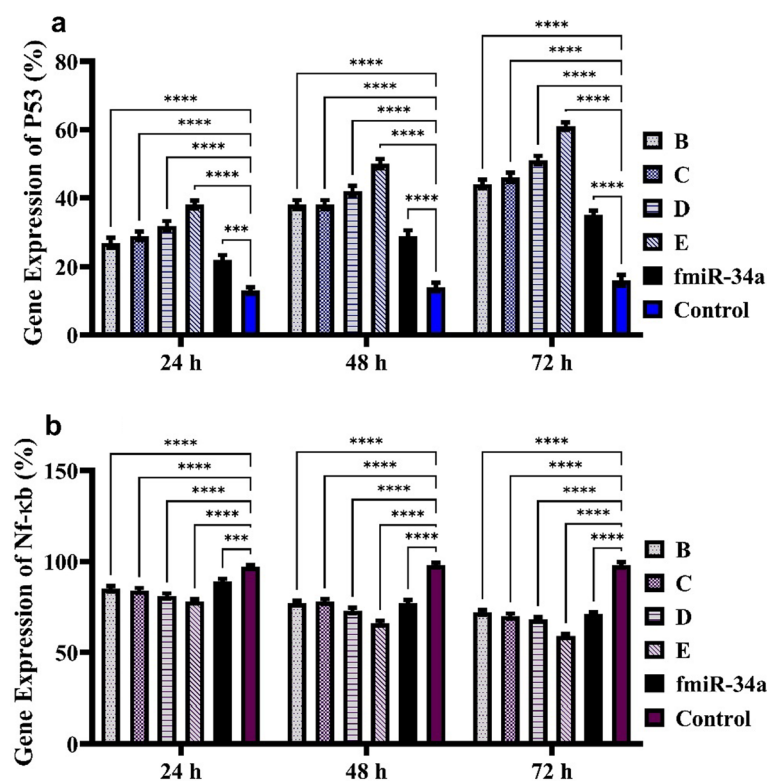 a
Gene Expression of P53 (%)
80
60
40
20
0
**** **** ****
**** **** ****
**** **** ****
**** **** ****
*** **** ****
24 h 48 h 72 h
B
C
D
E
fmiR-34a
Control
b
Gene Expression of Nf-κb (%)
150
100
50
0
**** **** ****
**** **** ****
**** **** ****
**** **** ****
*** **** ****
24 h 48 h 72 h
B
C
D
E
fmiR-34a
Control